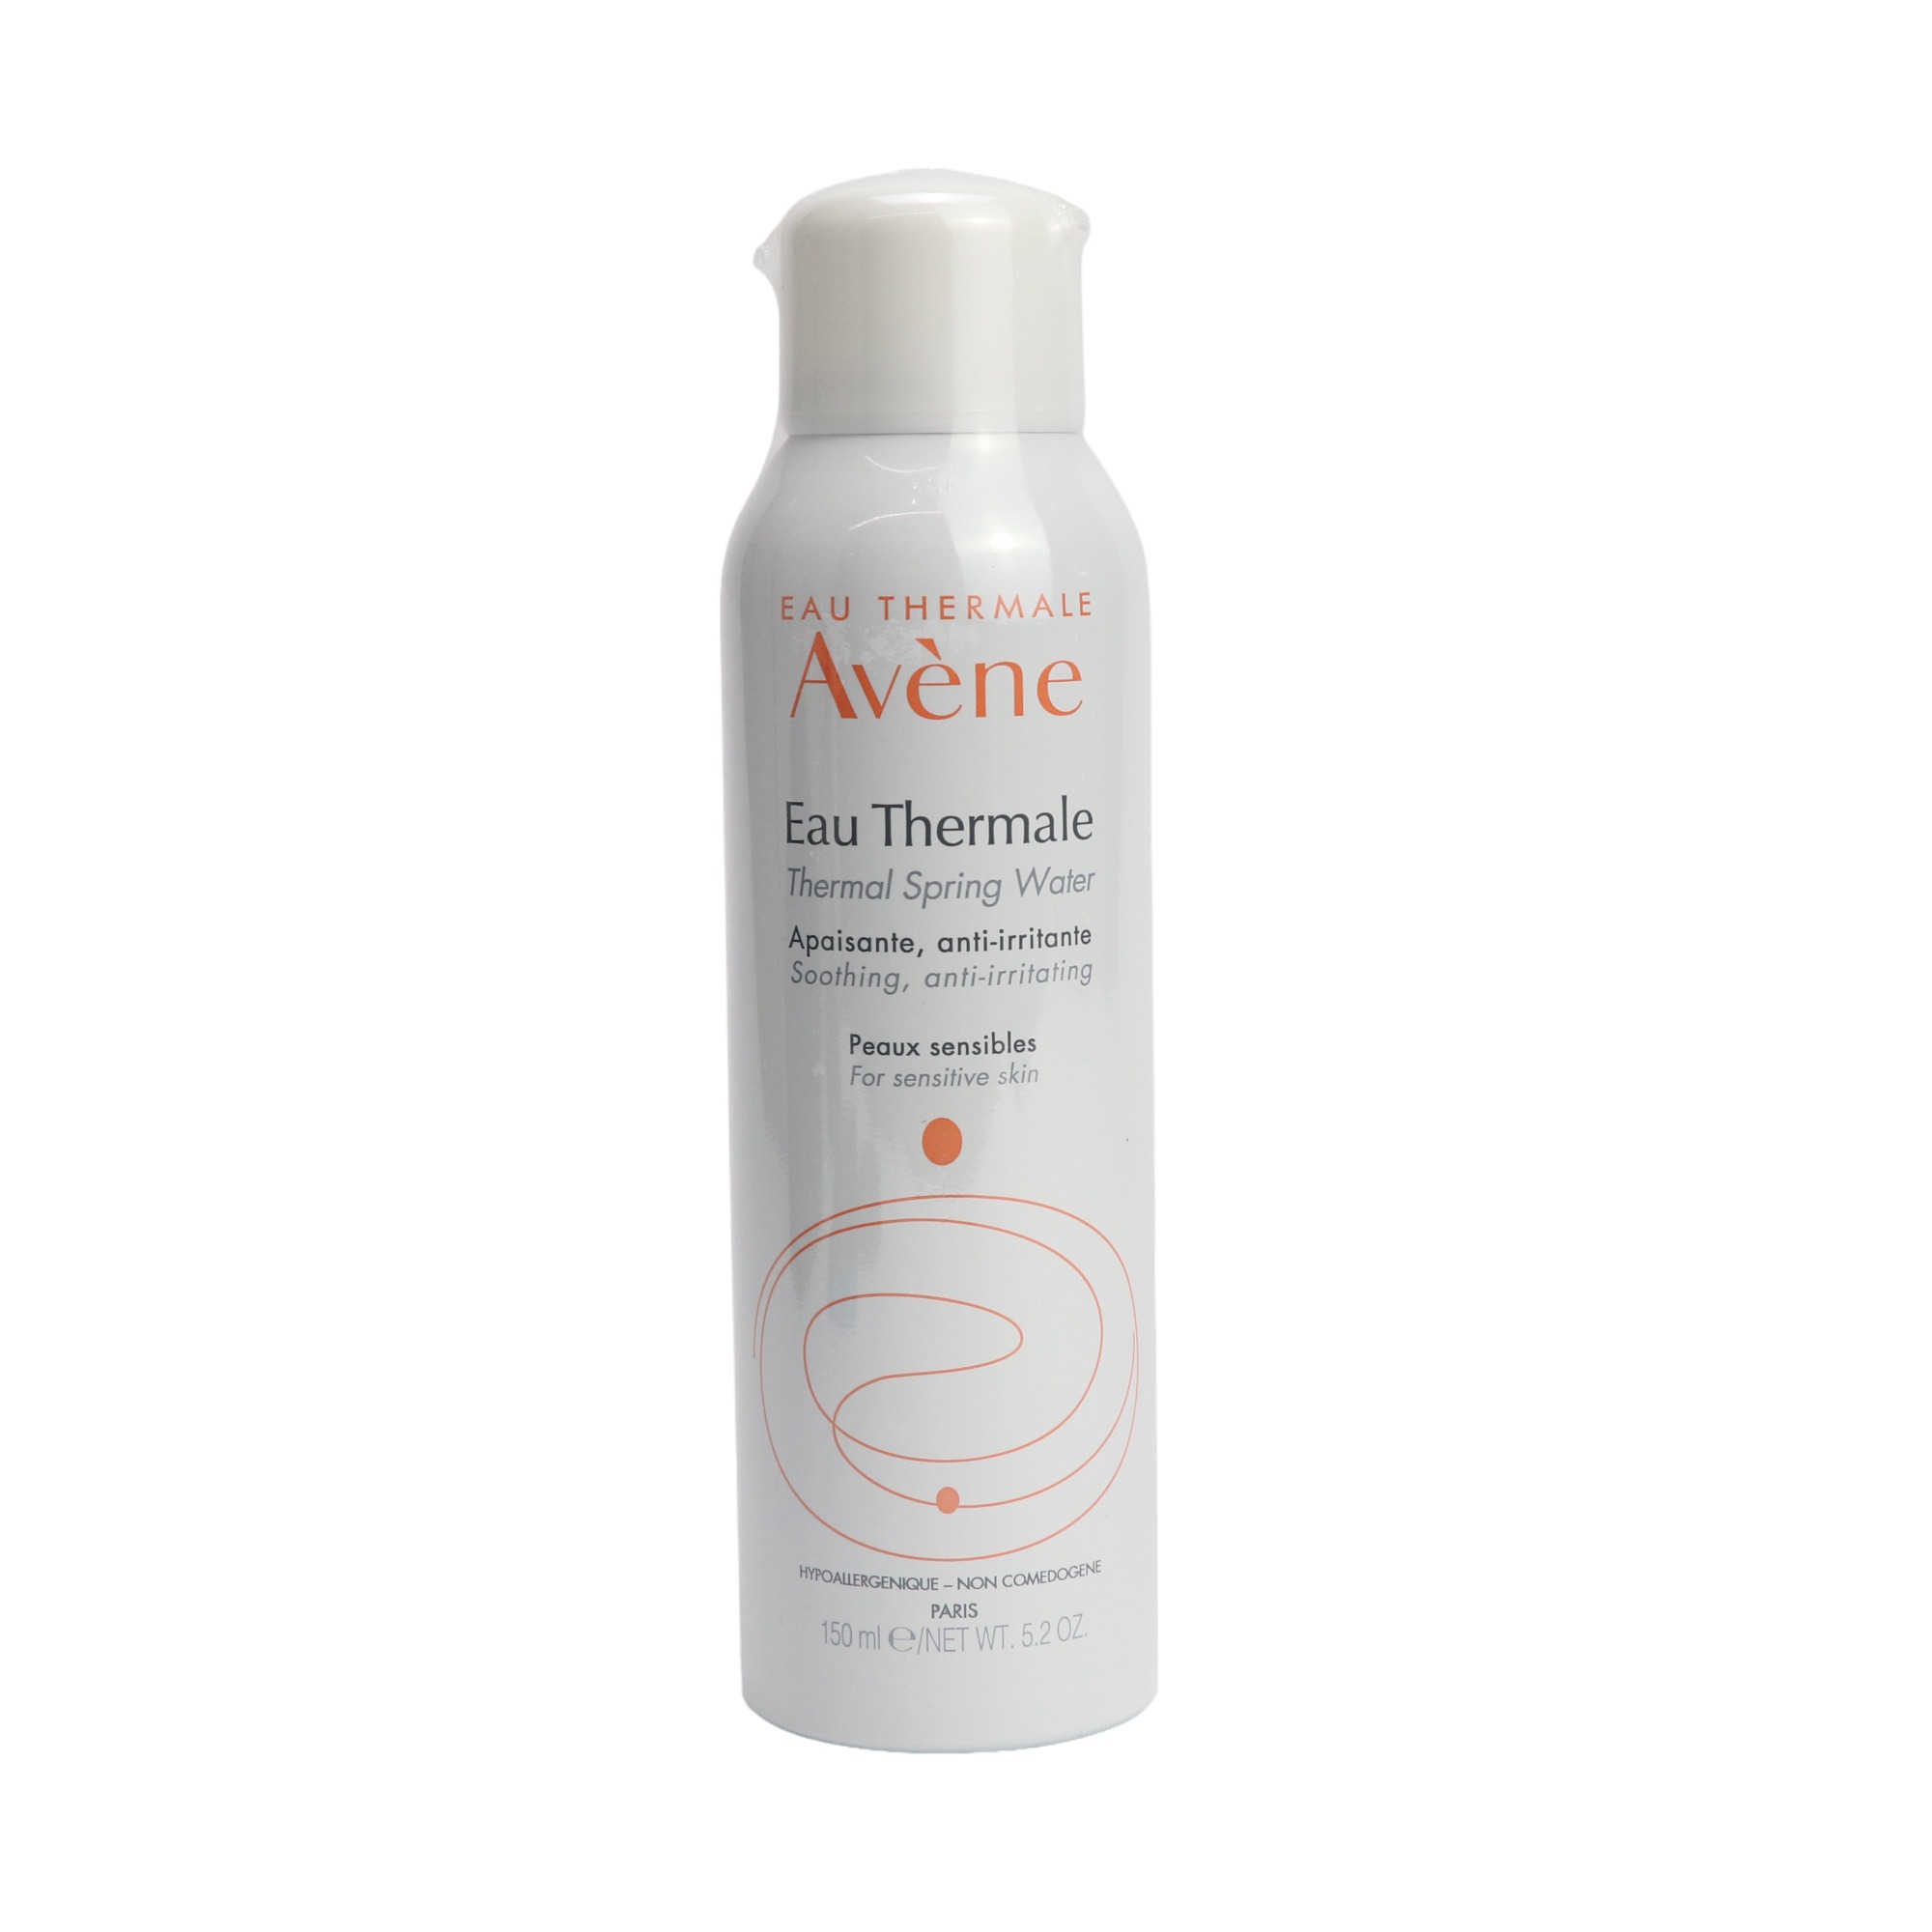 EAU THERMALE
Avène
Eau Thermale
Thermal Spring Water
Apaisante, anti-irritante
Soothing, anti-irritating
Peaux sensibles
For sensitive skin
HYPOALLERGENIQUE – NON COMEDOGENE
PARIS
150 ml ℮/NET WT. 5.2 OZ.